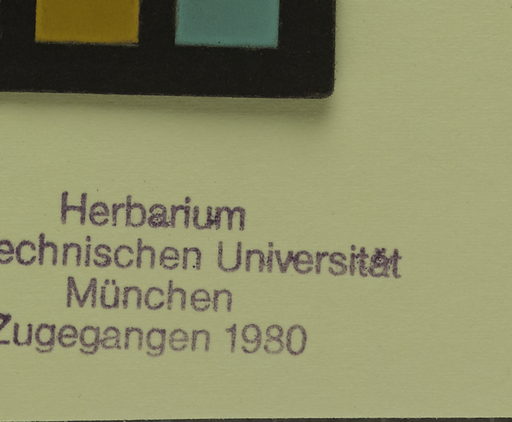 Herbarium
echnischen Universität
München
Zugegangen 1980